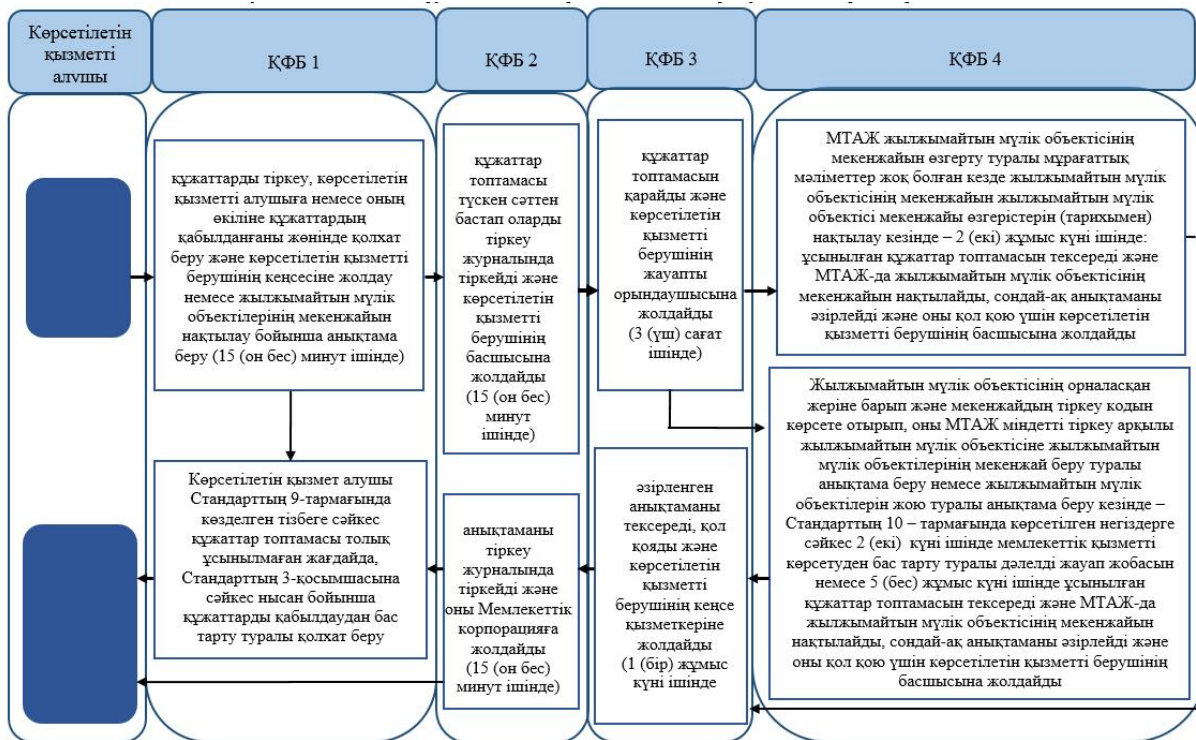 Көрсетілетін
қызметті
алушы
ҚФБ 1
ҚФБ 2
ҚФБ 3
ҚФБ 4
құжаттарды тіркеу, көрсетілетін
қызметті алушыға немесе оның
өкіліне құжаттардың
қабылданғаны жөнінде қолхат
беру және көрсетілетін қызметті
берушінің кеңсесіне жолдау
немесе жылжымайтын мүлік
объектілерінің мекенжайын
нақтылау бойынша анықтама
беру (15 (он бес) минут ішінде)
құжаттар
топтамасы
түскен сәттен
бастап оларды
тіркеу
журналында
тіркейді және
көрсетілетін
қызметті
берушінің
басшысына
жолдайды
(15 (он бес)
минут
ішінде)
құжаттар
топтамасын
қарайды және
көрсетілетін
қызметті
берушінің
жауапты
орындаушысына
жолдайды
(3 (үш) сағат
ішінде)
МТАЖ жылжымайтын мүлік объектісінің
мекенжайын өзгерту туралы мұрағаттық
мәліметтер жоқ болған кезде жылжымайтын мүлік
объектісінің мекенжайын жылжымайтын мүлік
объектісі мекенжайы өзгерістерін (тарихымен)
нақтылау кезінде – 2 (екі) жұмыс күні ішінде:
ұсынылған құжаттар топтамасын тексереді және
МТАЖ-да жылжымайтын мүлік объектісінің
мекенжайын нақтылайды, сондай-ақ анықтаманы
әзірлейді және оны қол қою үшін көрсетілетін
қызметті берушінің басшысына жолдайды
Көрсетілетін қызмет алушы
Стандарттың 9-тармағында
көзделген тізбеге сәйкес
құжаттар топтамасы толық
ұсынылмаған жағдайда,
Стандарттың 3-қосымшасына
сәйкес нысан бойынша
құжаттарды қабылдаудан бас
тарту туралы қолхат беру
анықтаманы
тіркеу
журналында
тіркейді және
оны Мемлекеттік
корпорацияға
жолдайды
(15 (он бес)
минут ішінде)
әзірленген
анықтаманы
тексереді, қол
қояды және
көрсетілетін
қызметті
берушінің кеңсе
қызметкеріне
жолдайды
(1 (бір) жұмыс
күні ішінде
Жылжымайтын мүлік объектісінің орналасқан
жеріне барып және мекенжайдың тіркеу кодын
көрсете отырып, оны МТАЖ міндетті тіркеу арқылы
жылжымайтын мүлік объектісіне жылжымайтын
мүлік объектілерінің мекенжай беру туралы
анықтама беру немесе жылжымайтын мүлік
объектілерін жою туралы анықтама беру кезінде –
Стандарттың 10 – тармағында көрсетілген негіздерге
сәйкес 2 (екі) күні ішінде мемлекеттік қызметті
көрсетуден бас тарту туралы дәлелді жауап жобасын
немесе 5 (бес) жұмыс күні ішінде ұсынылған
құжаттар топтамасын тексереді және МТАЖ-да
жылжымайтын мүлік объектісінің мекенжайын
нақтылайды, сондай-ақ анықтаманы әзірлейді және
оны қол қою үшін көрсетілетін қызметті берушінің
басшысына жолдайды